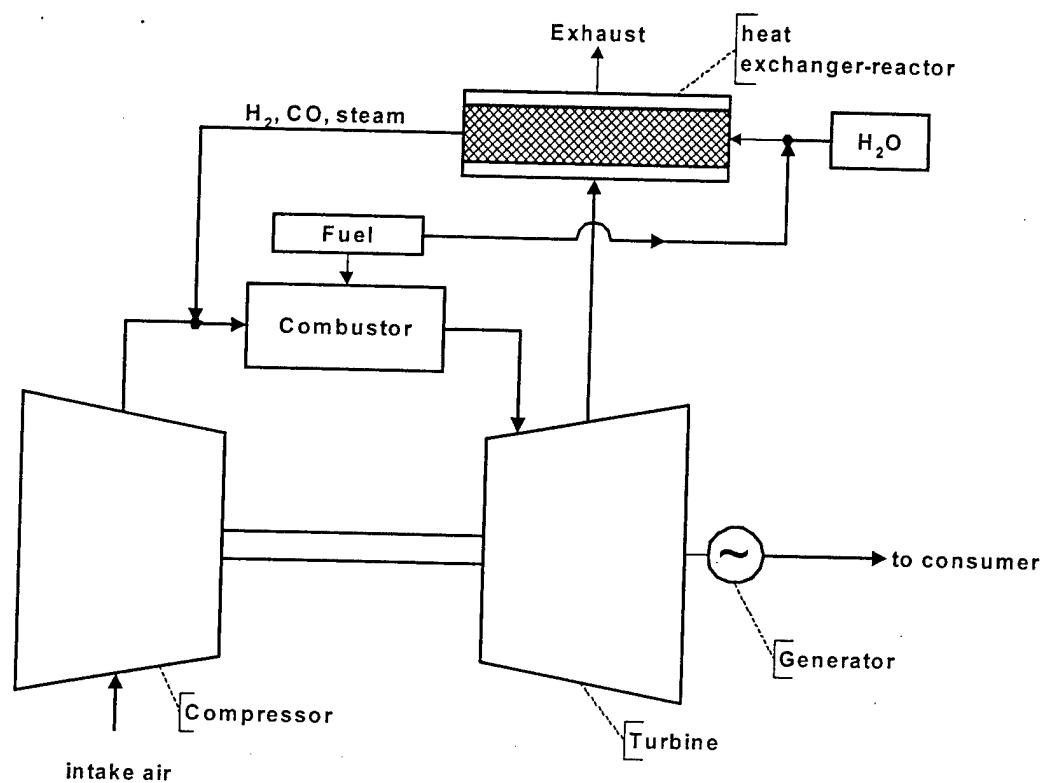 Exhaust
heat
exchanger-reactor
H₂, CO, steam
H₂O
Fuel
Combustor
~
to consumer
Generator
Compressor
Turbine
intake air